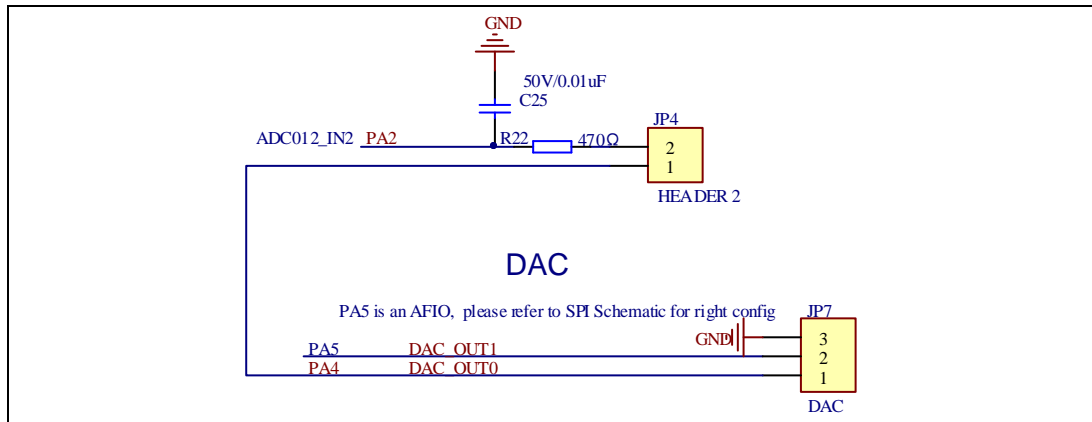 GND
50V/0.01uF
C25
JP4
ADC012_IN2 PA2 R22 470Ω 2
1
HEADER 2
DAC
PA5 is an AFIO, please refer to SPI Schematic for right config JP7
GND 3
PA5 DAC_OUT1 2
PA4 DAC_OUT0 1
DAC